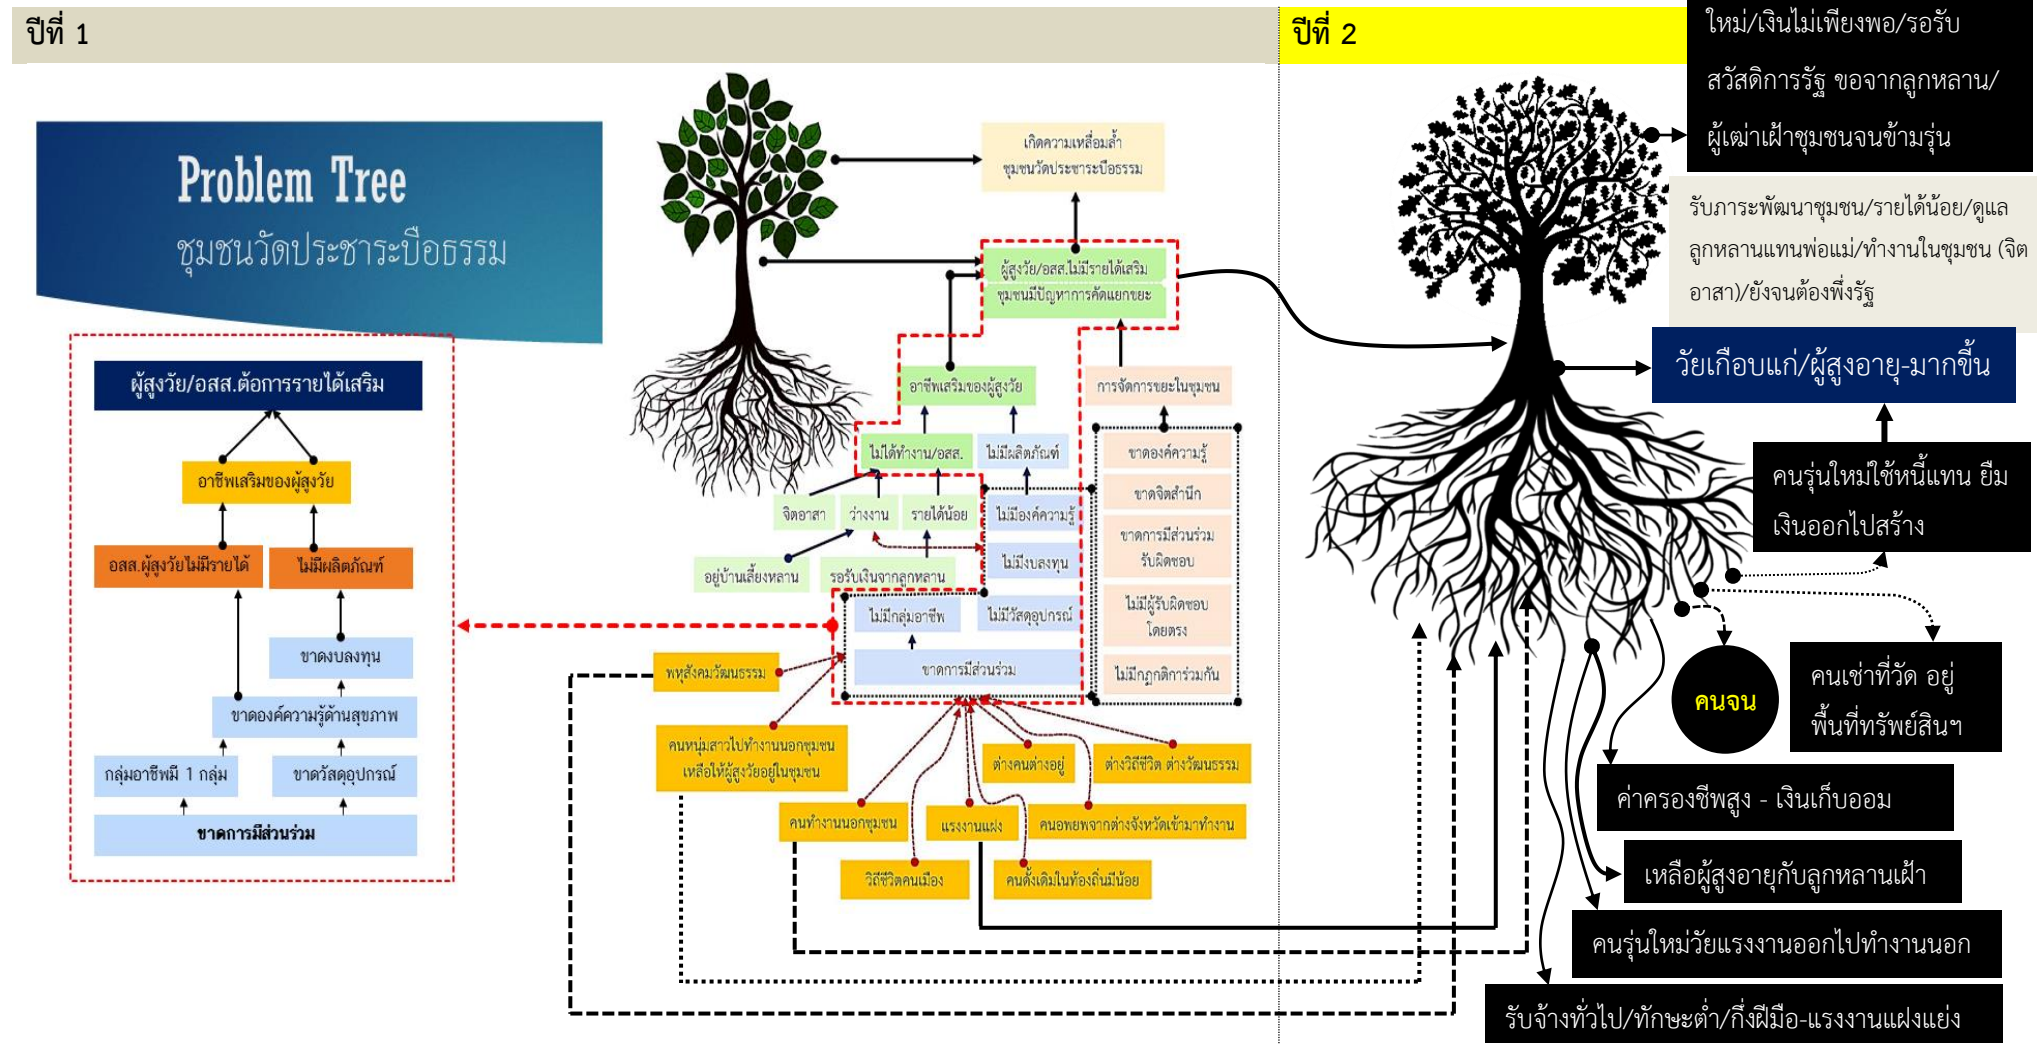 ปีที่ 1
ปีที่ 2
Problem Tree
ชุมชนวัดประชาระบือธรรม
ผู้สูงวัย/อสส.ต้อการรายได้เสริม
อาชีพเสริมของผู้สูงวัย
อสส.ผู้สูงวัยไม่มีรายได้
ไม่มีผลิตภัณฑ์
ขาดงบลงทุน
ขาดองค์ความรู้ด้านสุขภาพ
กลุ่มอาชีพมี 1 กลุ่ม
ขาดวัสดุอุปกรณ์
ขาดการมีส่วนร่วม
เกิดความเหลื่อมล้ำ
ชุมชนวัดประชาระบือธรรม
ผู้สูงวัย/อสส.ไม่มีรายได้เสริม
ชุมชนมีปัญหาการคัดแยกขยะ
อาชีพเสริมของผู้สูงวัย
การจัดการขยะในชุมชน
ไม่ได้ทำงาน/อสส.
ไม่มีผลิตภัณฑ์
จิตอาสา
ว่างงาน
รายได้น้อย
ไม่มีองค์ความรู้
ไม่มีงบลงทุน
อยู่บ้านเลี้ยงหลาน
รอรับเงินจากลูกหลาน
ไม่มีกลุ่มอาชีพ
ไม่มีวัสดุอุปกรณ์
ขาดการมีส่วนร่วม
ขาดองค์ความรู้
ขาดจิตสำนึก
ขาดการมีส่วนร่วม
รับผิดชอบ
ไม่มีผู้รับผิดชอบ
โดยตรง
ไม่มีกฏกติการ่วมกัน
พหุสังคมวัฒนธรรม
คนหนุ่มสาวไปทำงานนอกชุมชน
เหลือให้ผู้สูงวัยอยู่ในชุมชน
ต่างคนต่างอยู่
ต่างวิถีชีวิต ต่างวัฒนธรรม
คนทำงานนอกชุมชน
แรงงานแฝง
คนอพยพจากต่างจังหวัดเข้ามาทำงาน
วิถีชีวิตคนเมือง
คนดั้งเดิมในท้องถิ่นมีน้อย
ใหม่/เงินไม่เพียงพอ/รอรับ
สวัสดิการรัฐ ขอจากลูกหลาน/
ผู้เฒ่าเฝ้าชุมชนจนข้ามรุ่น
รับภาระพัฒนาชุมชน/รายได้น้อย/ดูแล
ลูกหลานแทนพ่อแม่/ทำงานในชุมชน (จิต
อาสา)/ยังจนต้องพึ่งรัฐ
วัยเกือบแก่/ผู้สูงอายุ-มากขึ้น
คนรุ่นใหม่ใช้หนี้แทน ยืม
เงินออกไปสร้าง
คนจน
คนเช่าที่วัด อยู่
พื้นที่ทรัพย์สินฯ
ค่าครองชีพสูง - เงินเก็บออม
เหลือผู้สูงอายุกับลูกหลานเฝ้า
คนรุ่นใหม่วัยแรงงานออกไปทำงานนอก
รับจ้างทั่วไป/ทักษะต่ำ/กึ่งฝีมือ-แรงงานแฝงแย่ง